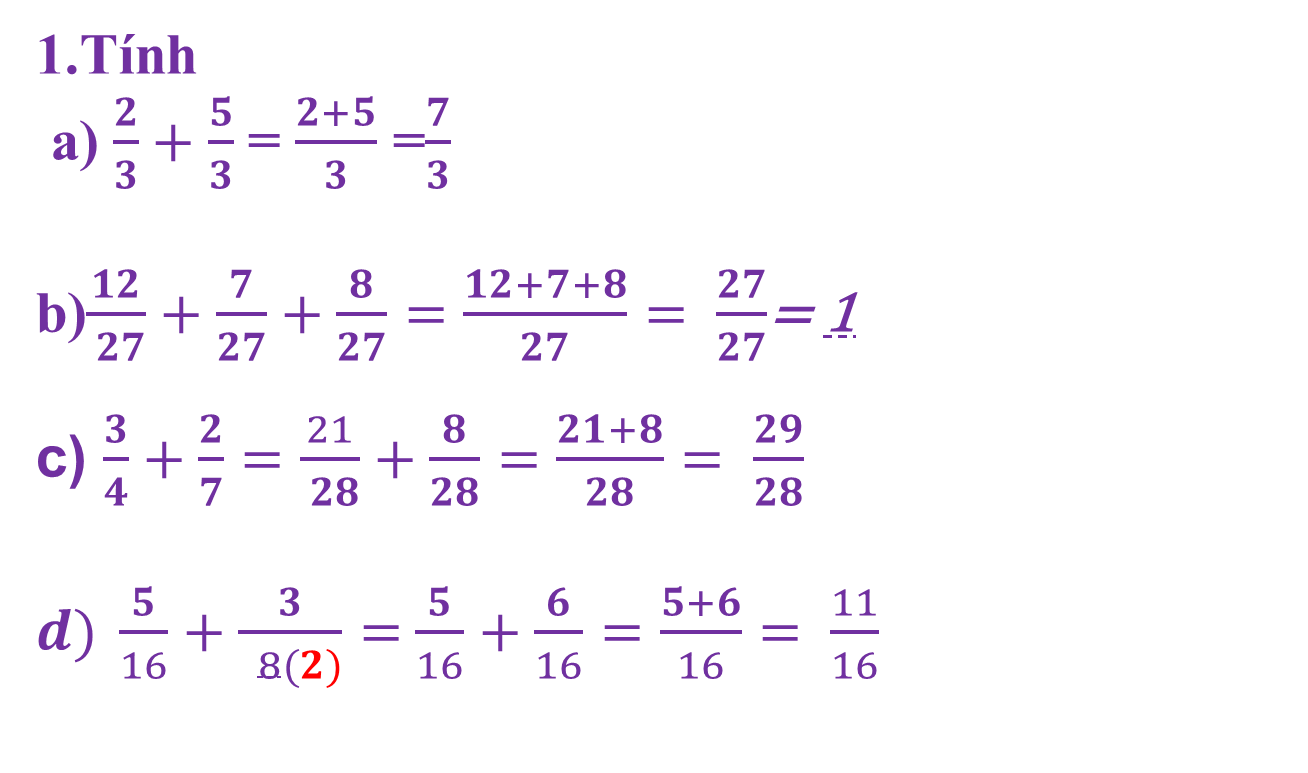 1.Tính
a) 2/3 + 5/3 = 2+5/3 = 7/3
b) 12/27 + 7/27 + 8/27 = 12+7+8/27 = 27/27 = 1
c) 3/4 + 2/7 = 21/28 + 8/28 = 21+8/28 = 29/28
d) 5/16 + 3/8(2) = 5/16 + 6/16 = 5+6/16 = 11/16